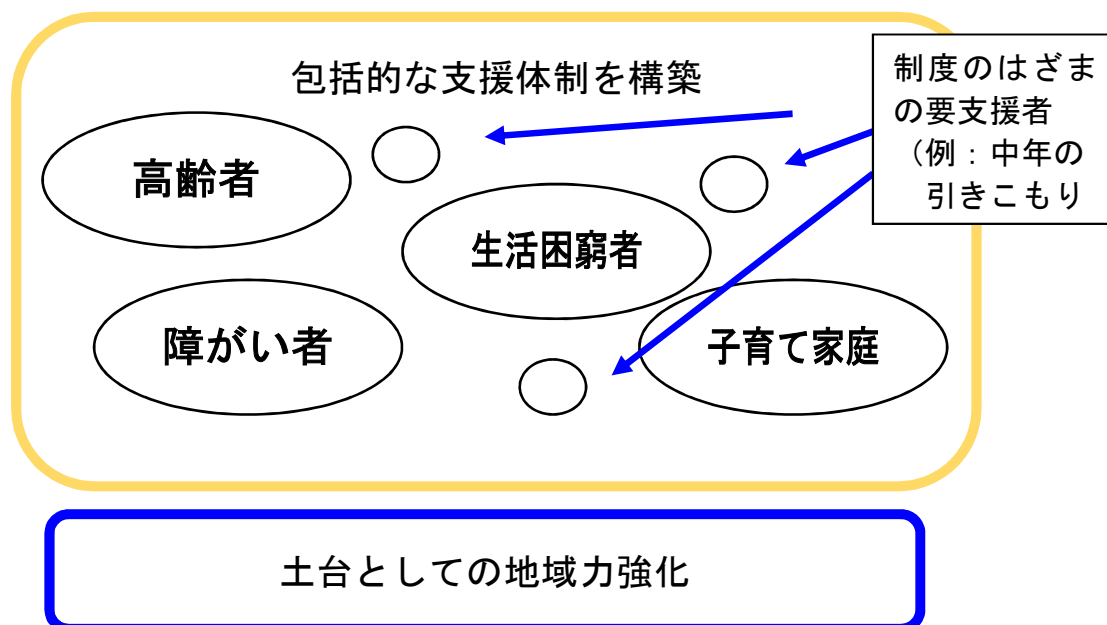 包括的な支援体制を構築
制度のはざま
の要支援者
（例：中年の
引きこもり
高齢者
生活困窮者
障がい者
子育て家庭
土台としての地域力強化